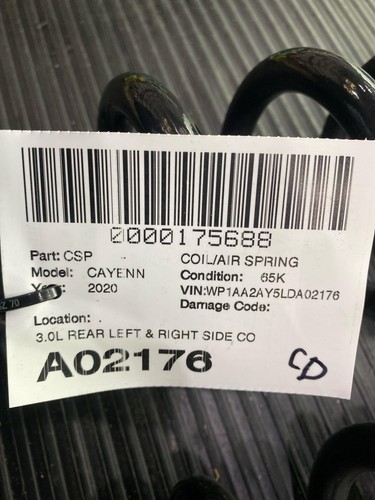 0000175688
Part: CSP COIL/AIR SPRING
Model: CAYENN Condition: 65K
2020 VIN:WP1AA2AY5LDA02176
Damage Code:
Location: .
3.0L REAR LEFT & RIGHT SIDE CO
A02176
CD
70